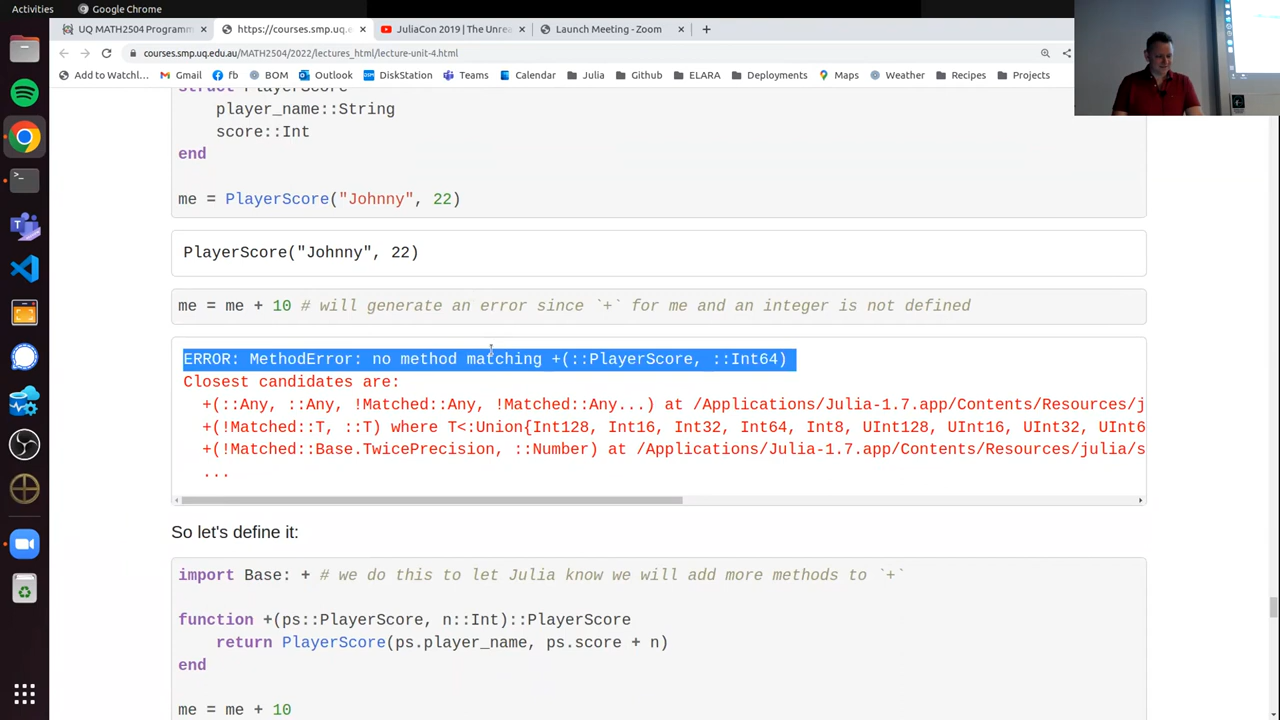 Activities
Google Chrome
UQ MATH2504 Programm
https://courses.smp.uq.e
JuliaCon 2019 | The Unrea
Launch Meeting - Zoom
courses.smp.uq.edu.au/MATH2504/2022/lectures_html/lecture-unit-4.html
Add to Watchl... Gmail fb BOM Outlook DiskStation Teams Calendar Julia Github ELARA Deployments Maps Weather Recipes Projects
struct PlayerScore
player_name::String
score::Int
end
me = PlayerScore("Johnny", 22)
PlayerScore("Johnny", 22)
me = me + 10 # will generate an error since `+` for me and an integer is not defined
ERROR: MethodError: no method matching +(::PlayerScore, ::Int64)
Closest candidates are:
+(::Any, ::Any, !Matched::Any, !Matched::Any...) at /Applications/Julia-1.7.app/Contents/Resources/j
+(!Matched::T, ::T) where T<:Union{Int128, Int16, Int32, Int64, Int8, UInt128, UInt16, UInt32, UInt6
+(!Matched::Base.TwicePrecision, ::Number) at /Applications/Julia-1.7.app/Contents/Resources/julia/s
...
So let's define it:
import Base: + # we do this to let Julia know we will add more methods to `+`
function +(ps::PlayerScore, n::Int)::PlayerScore
return PlayerScore(ps.player_name, ps.score + n)
end
me = me + 10